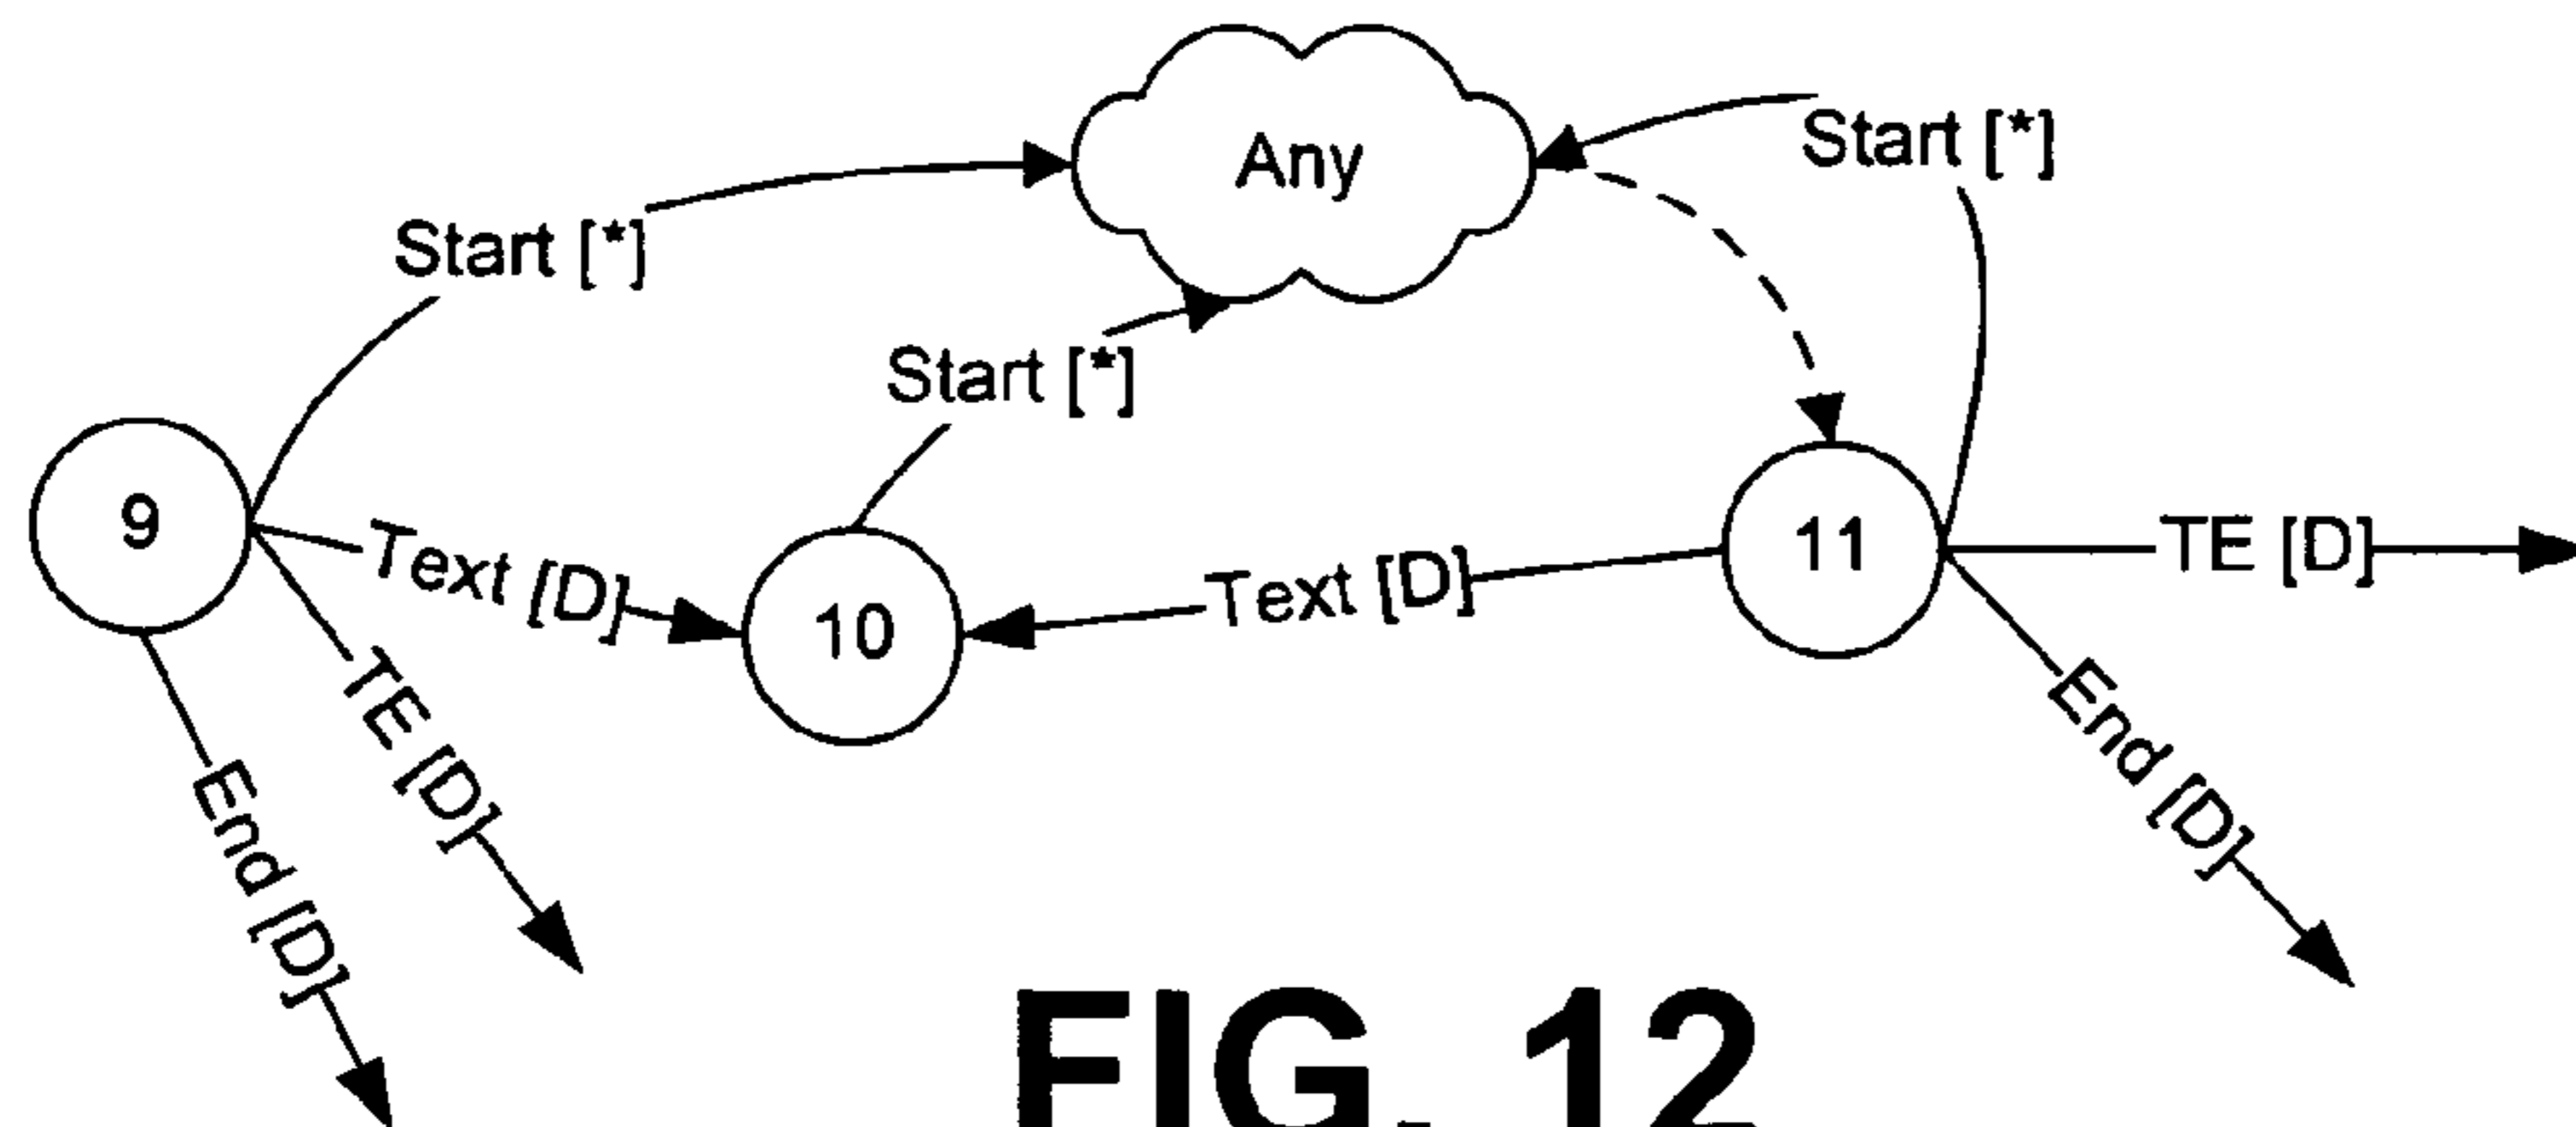 Any
Start [*]
Start [*]
Start [*]
9
Text [D]
10
Text [D]
11
TE [D]
TE [D]
End [D]
End [D]
FIG. 12